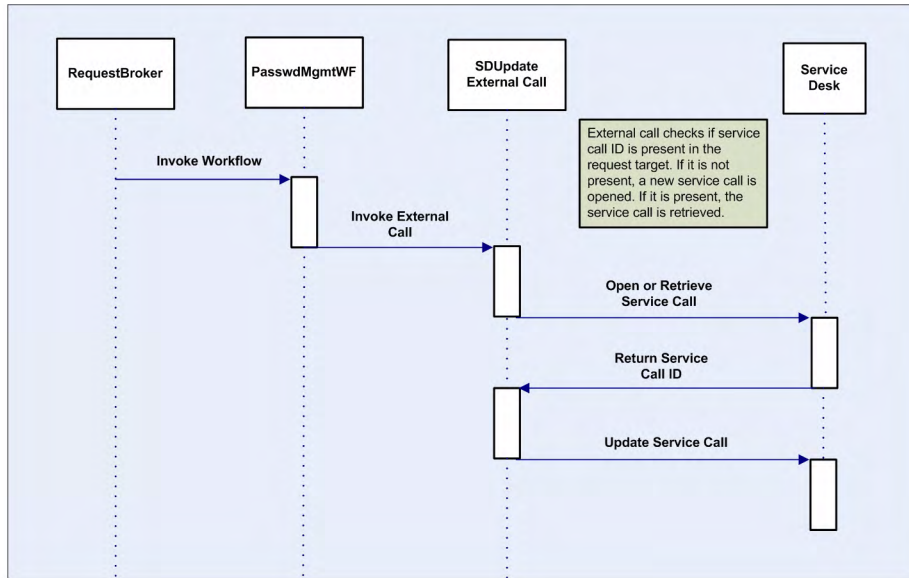 RequestBroker
PasswdMgmtWF
SDUpdate
External Call
Service
Desk
External call checks if service
call ID is present in the
request target. If it is not
present, a new service call is
opened. If it is present, the
service call is retrieved.
Invoke Workflow
Invoke External
Call
Open or Retrieve
Service Call
Return Service
Call ID
Update Service Call